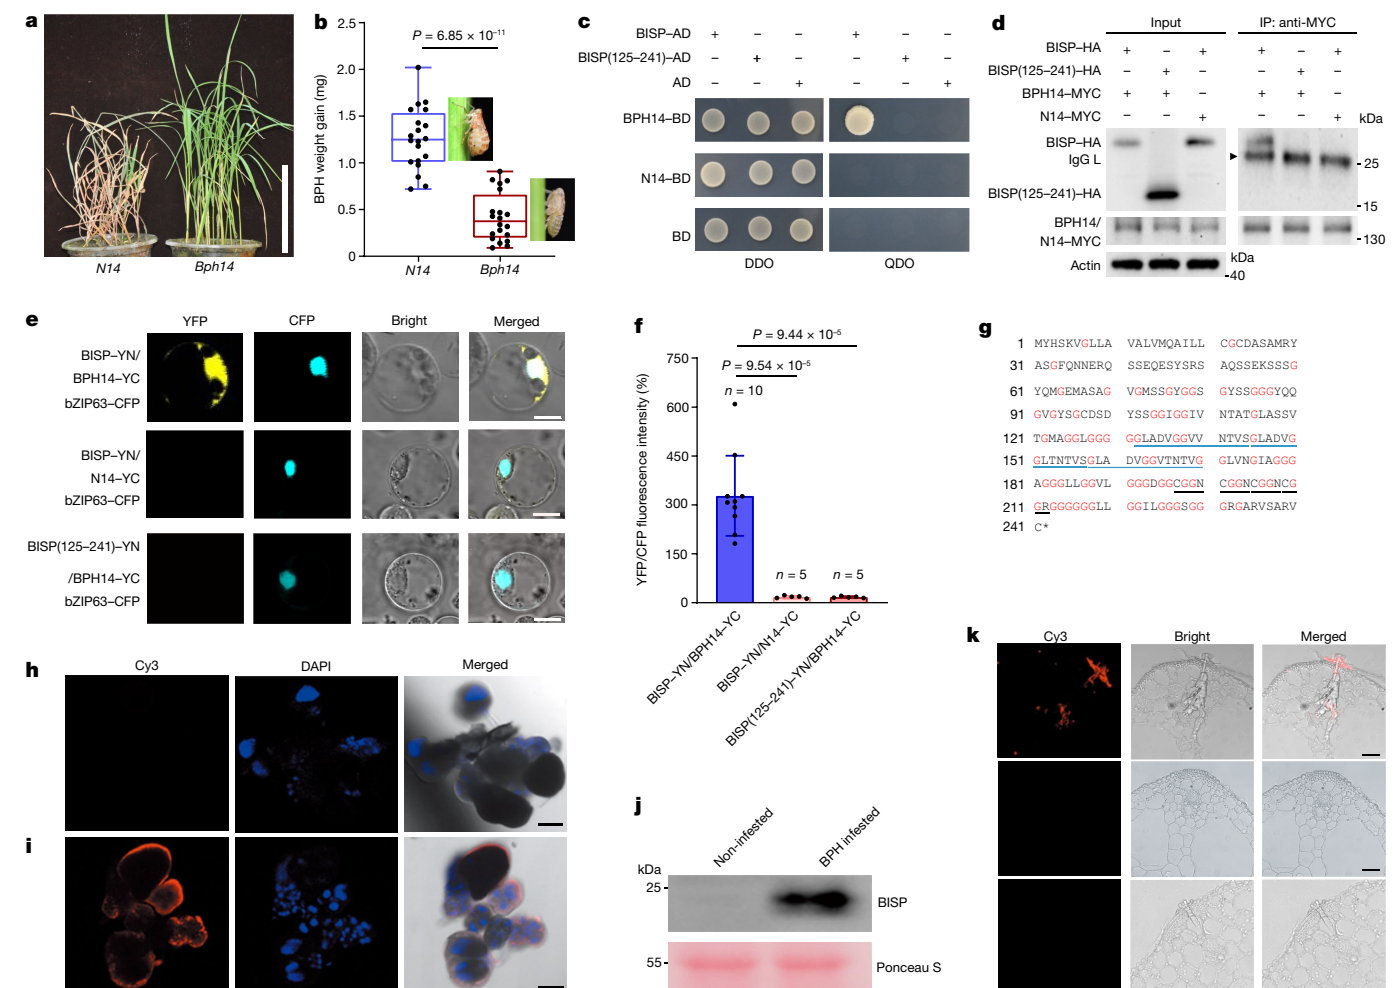 a
N14
Bph14
b
P = 6.85 × 10–11
BPH weight gain (mg)
2.5
2.0
1.5
1.0
0.5
0
N14
Bph14
c
BISP–AD + – – + – –
BISP(125–241)–AD – + – – + –
AD – – + – – +
BPH14–BD
N14–BD
BD
DDO
QDO
d
Input
IP: anti-MYC
BISP–HA + – + + – +
BISP(125–241)–HA – + – – + –
BPH14–MYC + + – + + –
N14–MYC – – + – – +
kDa
BISP–HA
IgG L
25
BISP(125–241)–HA
15
BPH14/
N14–MYC
130
Actin
kDa
40
e
YFP
CFP
Bright
Merged
BISP–YN/
BPH14–YC
bZIP63–CFP
BISP–YN/
N14–YC
bZIP63–CFP
BISP(125–241)–YN
/BPH14–YC
bZIP63–CFP
f
P = 9.44 × 10–5
P = 9.54 × 10–5
n = 10
n = 5
n = 5
YFP/CFP fluorescence intensity (%)
750
600
450
300
150
0
BISP–YN/BPH14–YC
BISP–YN/N14–YC
BISP(125–241)–YN/BPH14–YC
g
1 MYHSKVGLLA VALVMQAILL CGCDASAMRY
31 ASGFQNNERQ SSEQESYSRS AQSSEKSSSG
61 YQMGEMASAG VGMSSGYGGS GYSSGGGYQQ
91 GVGYSGCDSD YSSGGIGGIV NTATGLASSV
121 TGMAGGLGGG GGLADVGGVV NTVSGLADVG
151 GLTNTVSGLA DVGGVTNTVG GLVNGIAGGG
181 AGGGLLGGVL GGGDGGCGGN CGGNCGGNCG
211 GRGGGGGGLL GGILGGGSGG GRGARVSARV
241 C*
h
Cy3
DAPI
Merged
i
j
Non-infested
BPH infested
kDa
25
BISP
55
Ponceau S
k
Cy3
Bright
Merged